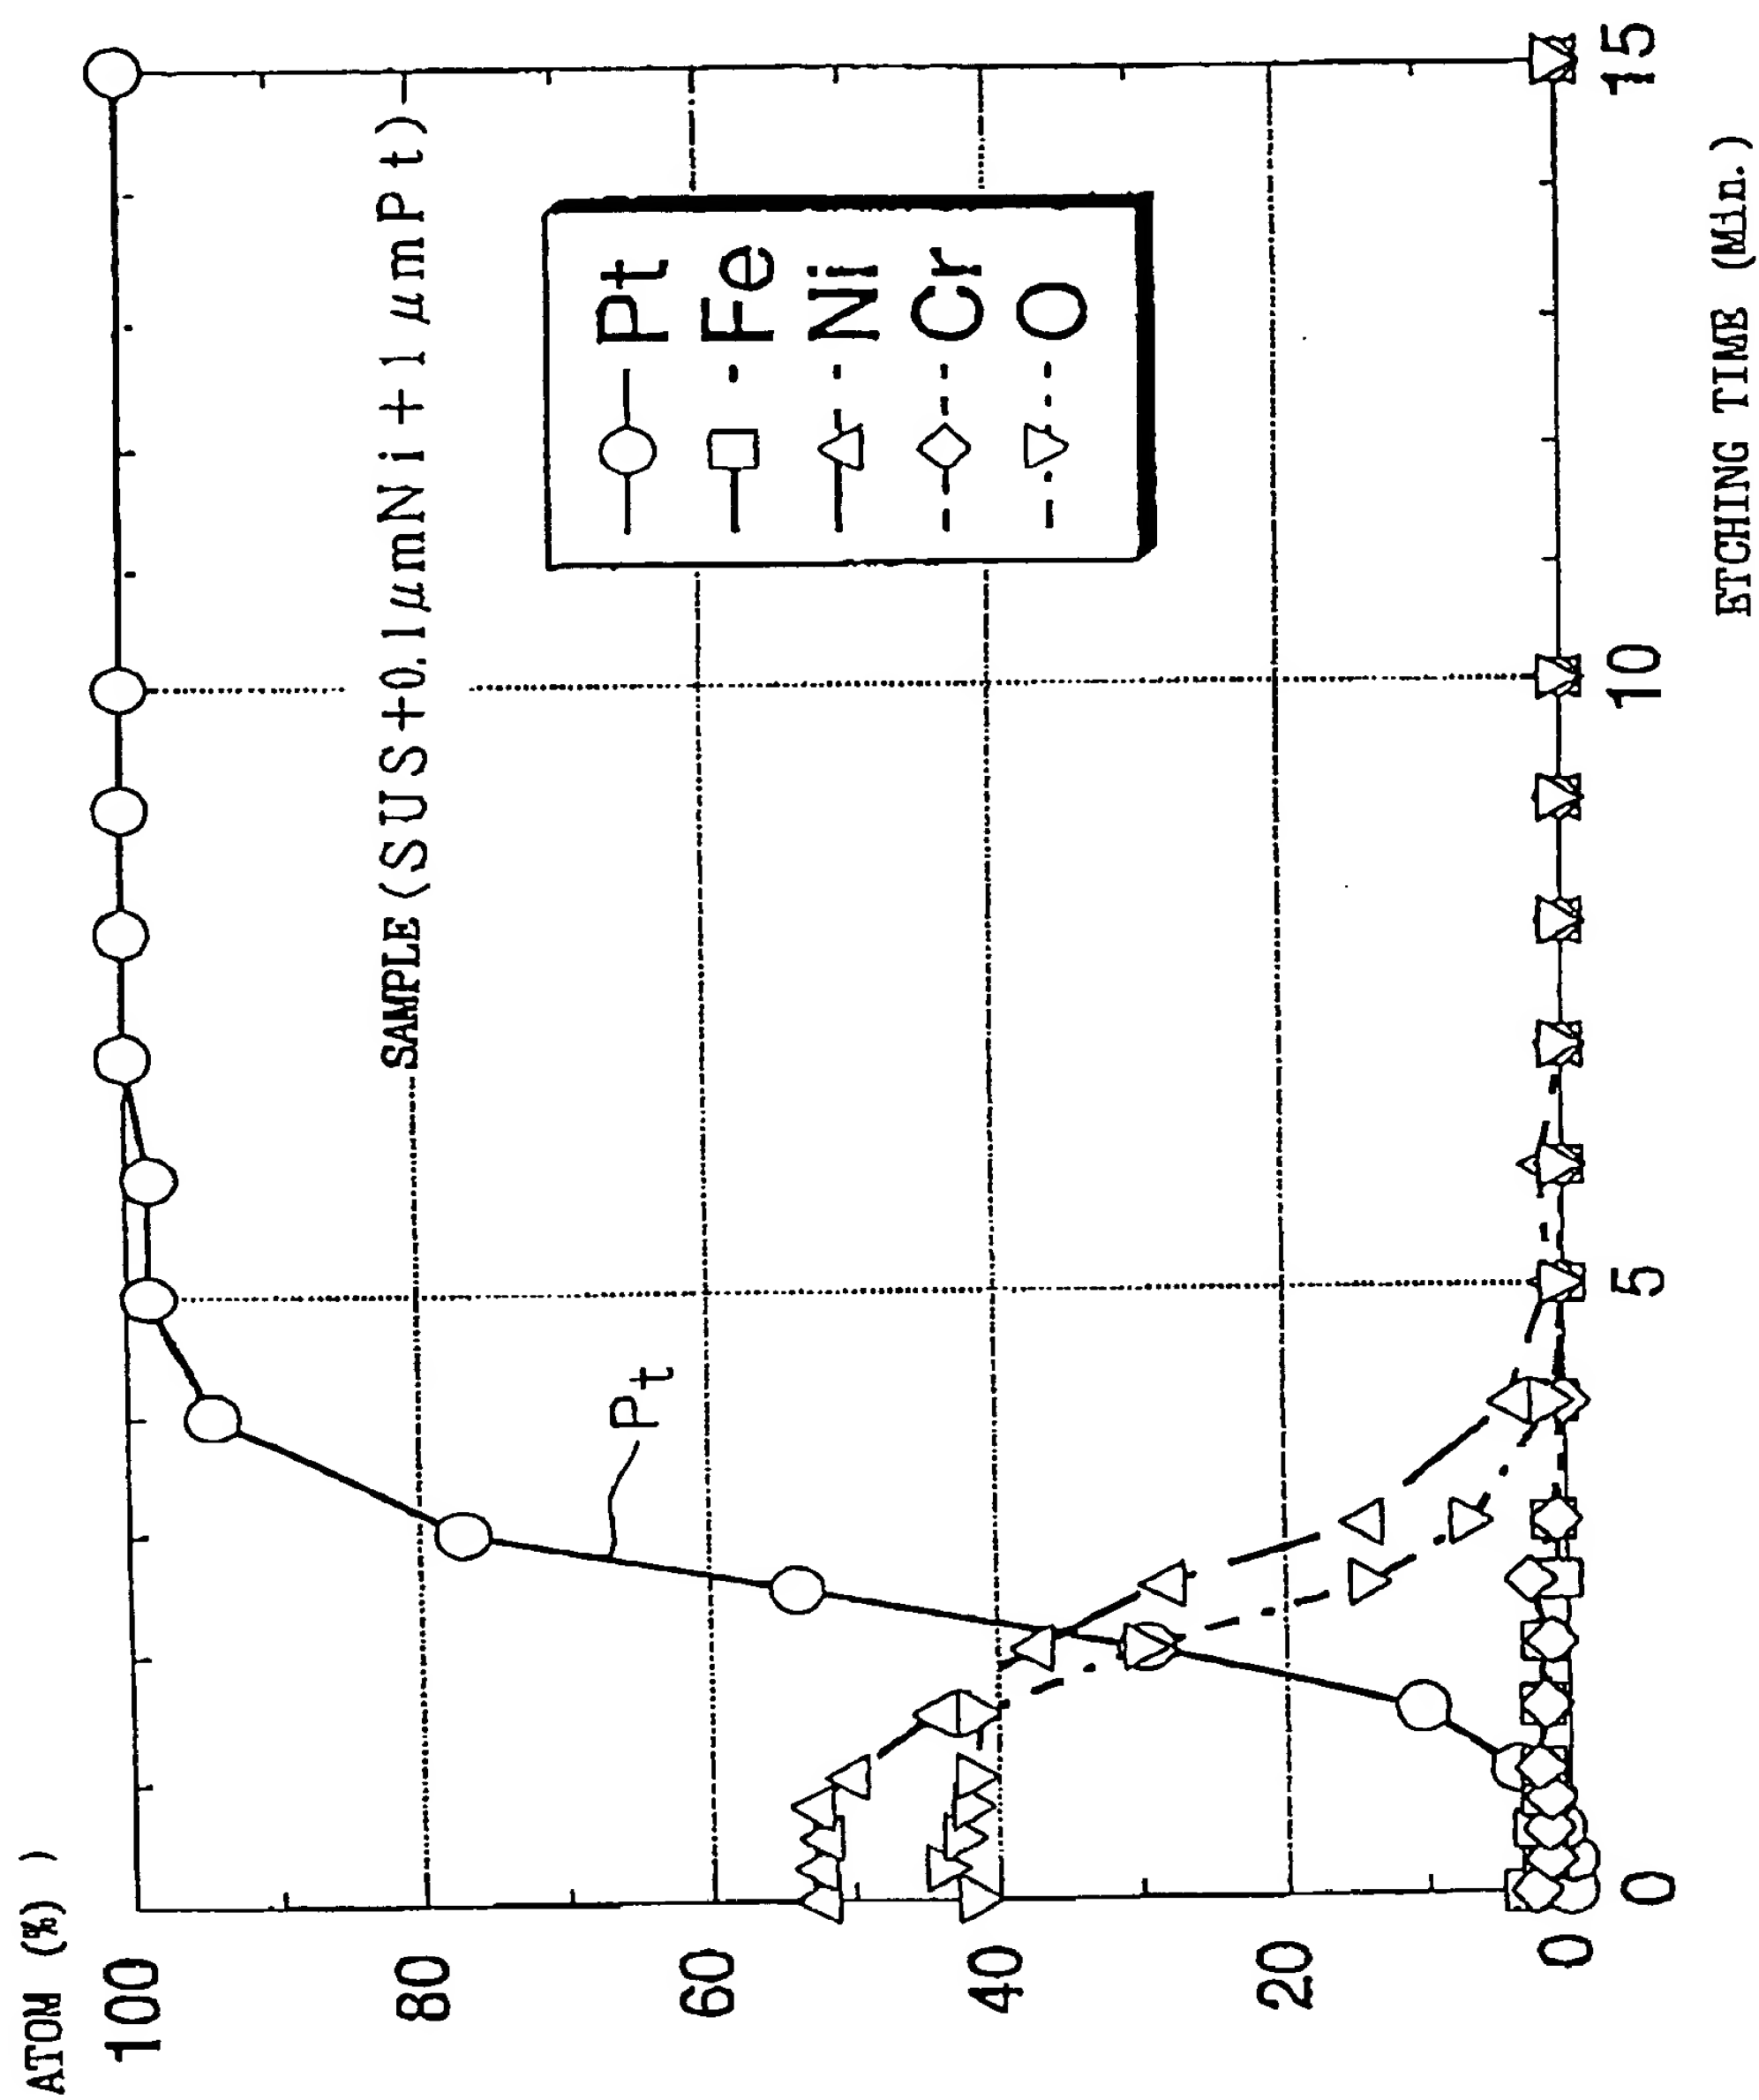 ATOM (%)
100
80
60
40
20
0
SAMPLE (SUS+0.1μmNi+1μmPt)
Pt
Pt
Fe
Ni
Cr
O
0
5
10
15
ETCHING TIME (Min.)